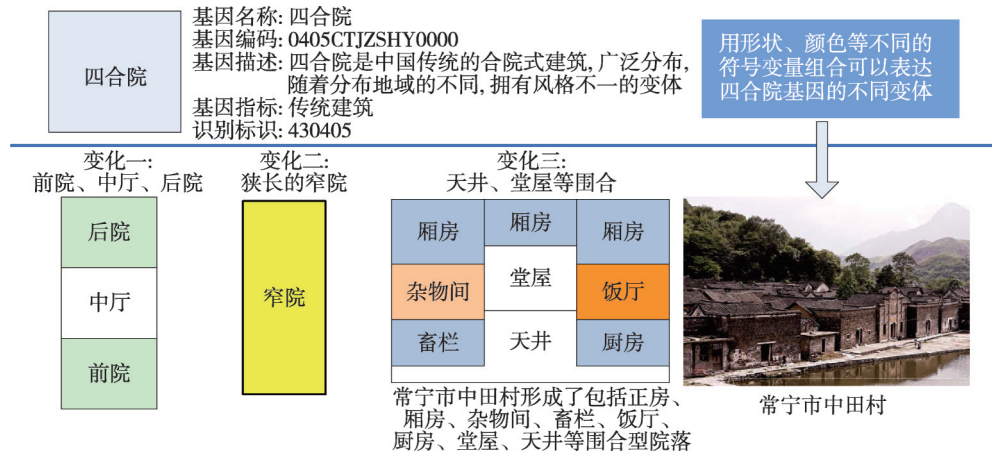 四合院
基因名称: 四合院
基因编码: 0405CTJZSHY0000
基因描述: 四合院是中国传统的合院式建筑, 广泛分布,
随着分布地域的不同, 拥有风格不一的变体
基因指标: 传统建筑
识别标识: 430405
用形状、颜色等不同的
符号变量组合可以表达
四合院基因的不同变体
变化一:
前院、中厅、后院
后院
中厅
前院
变化二:
狭长的窄院
窄院
变化三:
天井、堂屋等围合
厢房
厢房
厢房
杂物间
堂屋
饭厅
畜栏
天井
厨房
常宁市中田村形成了包括正房、
厢房、杂物间、畜栏、饭厅、
厨房、堂屋、天井等围合型院落
常宁市中田村